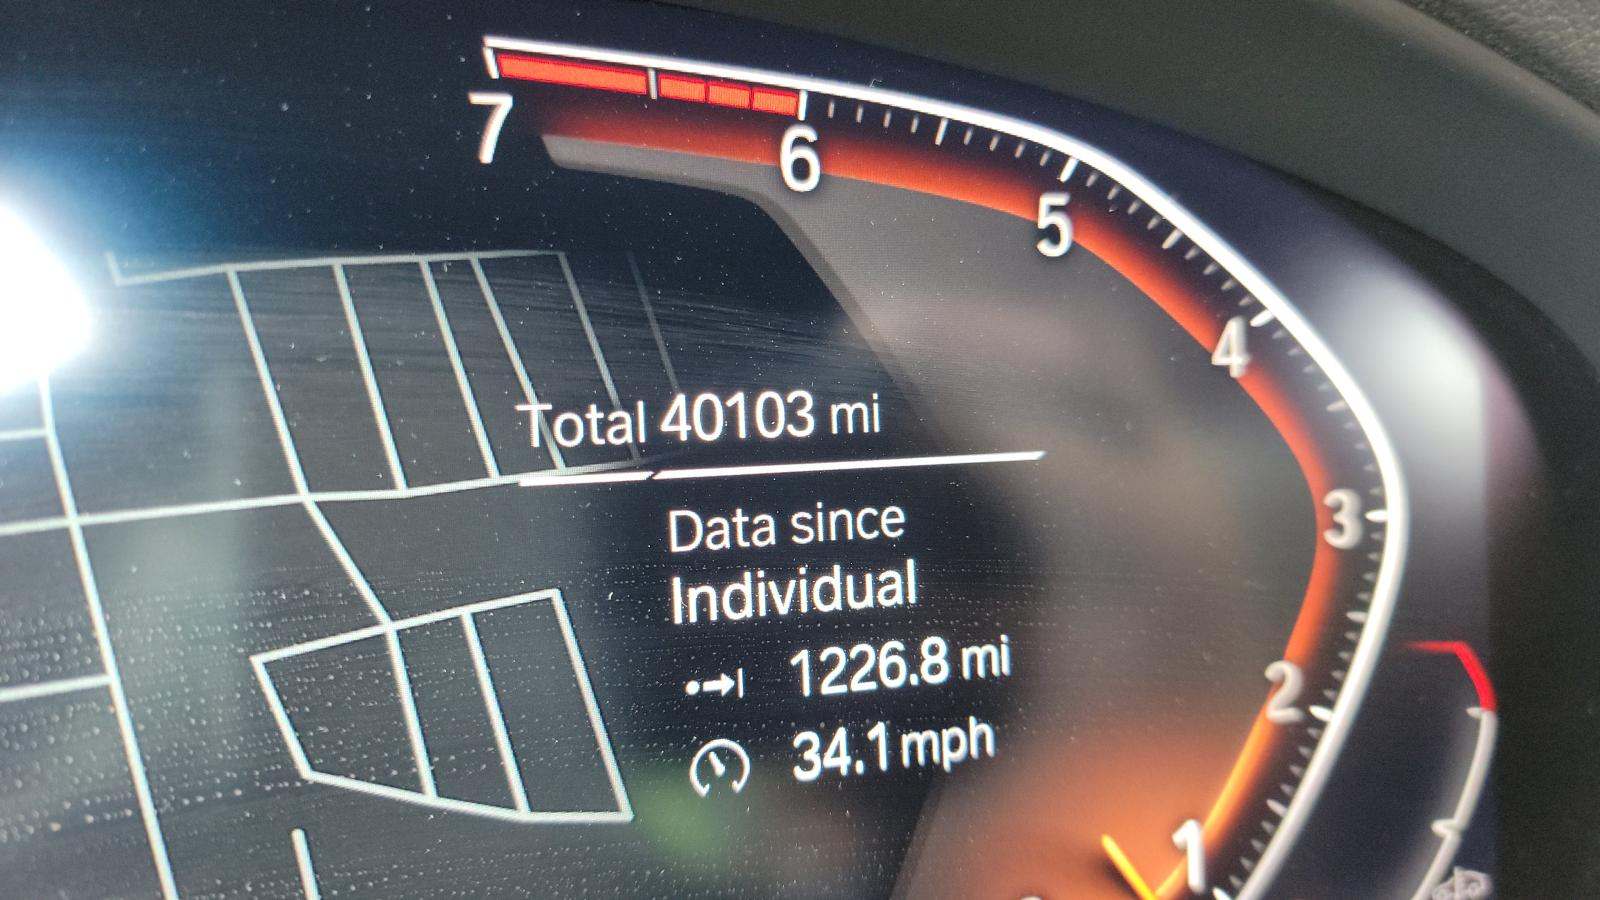 7
6
5
4
Total 40103 mi
3
Data since
Individual
1226.8 mi
2
34.1 mph
1